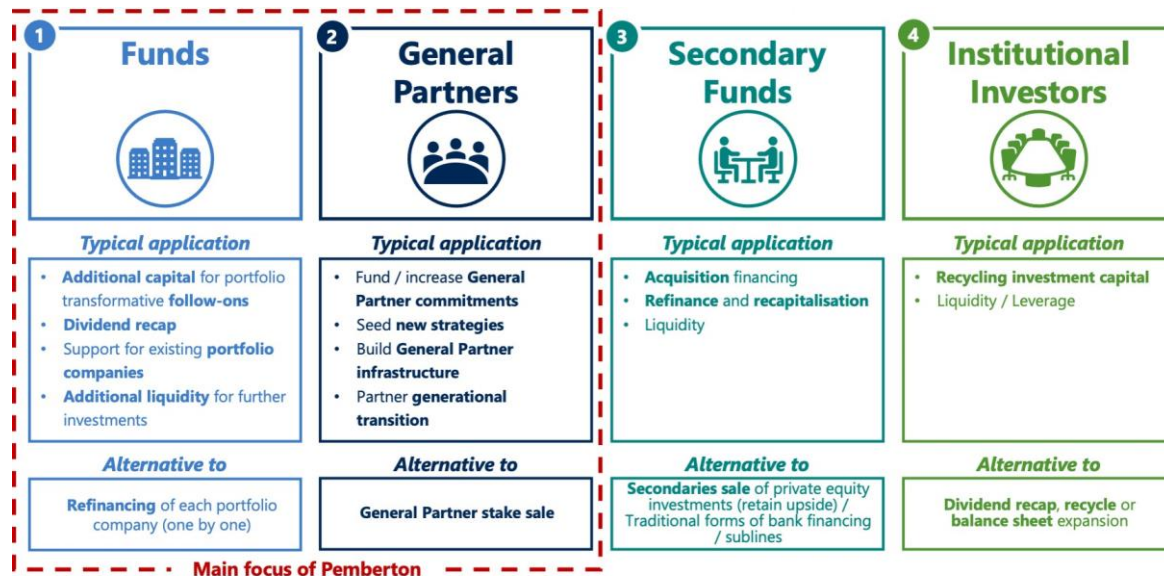 1
Funds
Typical application
• Additional capital for portfolio
transformative follow-ons
• Dividend recap
• Support for existing portfolio
companies
• Additional liquidity for further
investments
Alternative to
Refinancing of each portfolio
company (one by one)
2
General
Partners
Typical application
• Fund / increase General
Partner commitments
• Seed new strategies
• Build General Partner
infrastructure
• Partner generational
transition
Alternative to
General Partner stake sale
3
Secondary
Funds
Typical application
• Acquisition financing
• Refinance and recapitalisation
• Liquidity
Alternative to
Secondaries sale of private equity
investments (retain upside) /
Traditional forms of bank financing
/ sublines
4
Institutional
Investors
Typical application
• Recycling investment capital
• Liquidity / Leverage
Alternative to
Dividend recap, recycle or
balance sheet expansion
Main focus of Pemberton